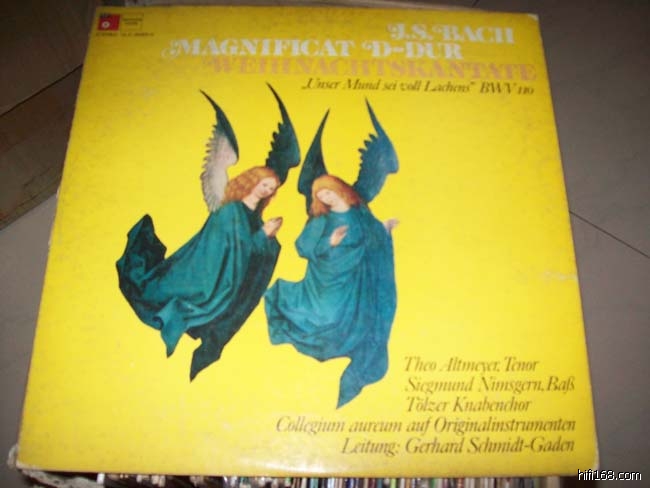 J.S. BACH
MAGNIFICAT D-DUR
WEIHNACHTSKANTATE
„Unser Mund sei voll Lachens” BWV 110
Theo Altmeyer, Tenor
Siegmund Nimsgern, Baß
Tölzer Knabenchor
Collegium aureum auf Originalinstrumenten
Leitung: Gerhard Schmidt-Gaden
hifi168.com